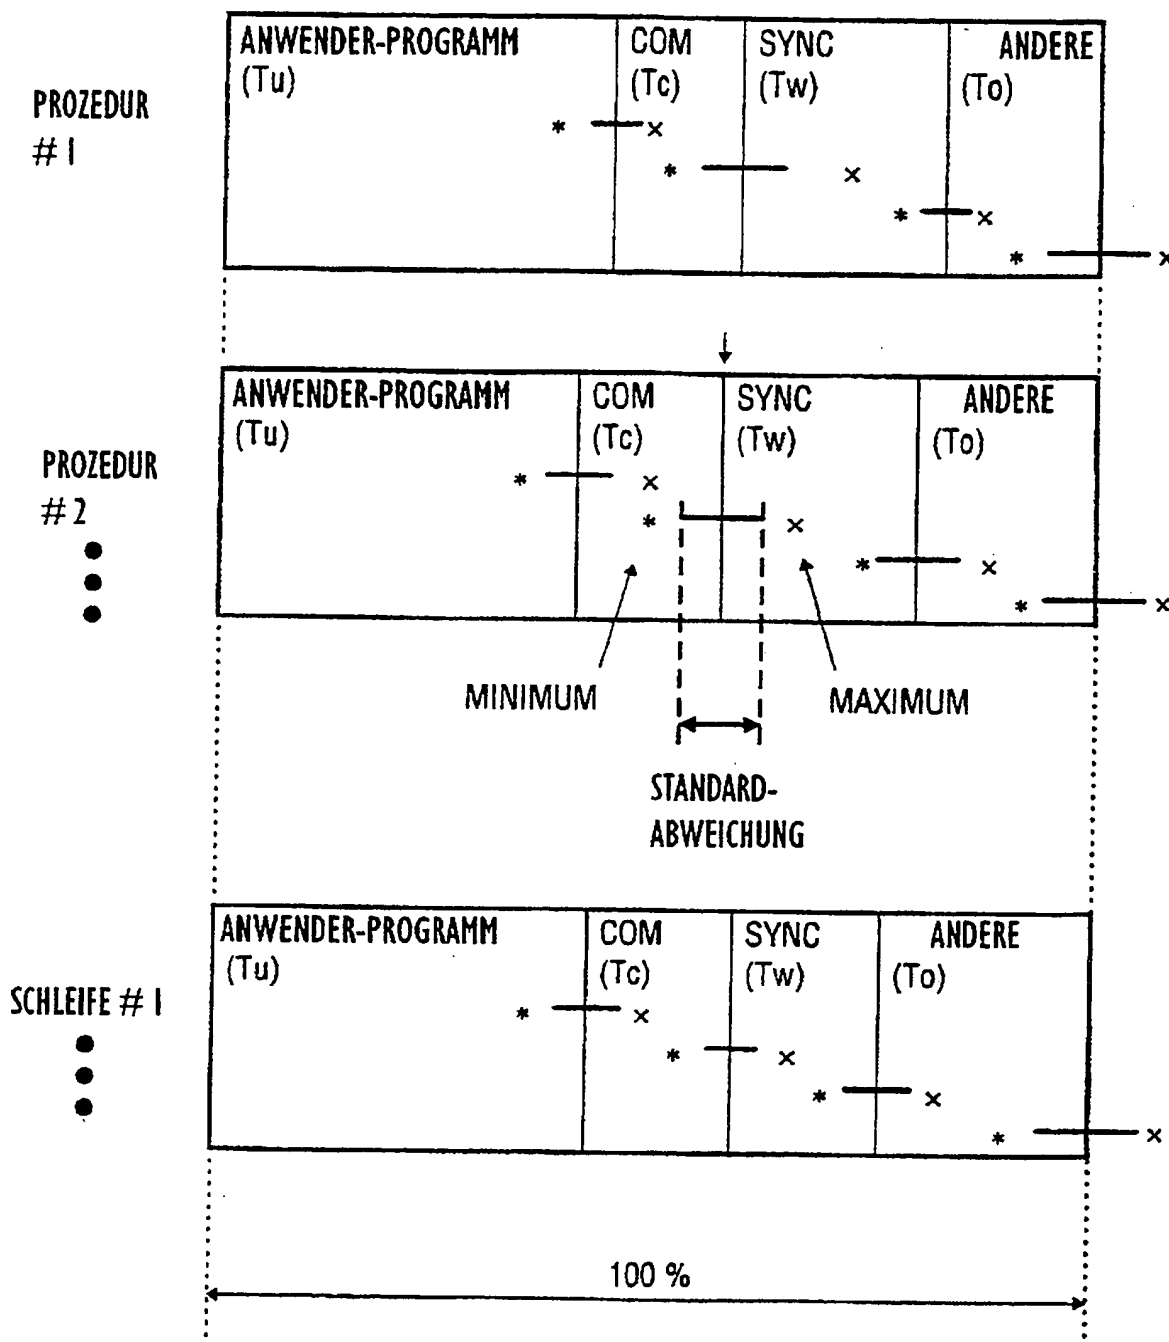 ANWENDER-PROGRAMM
(Tu)
COM
(Tc)
SYNC
(Tw)
ANDERE
(To)
PROZEDUR
#1
* x
* x
* x
* x
ANWENDER-PROGRAMM
(Tu)
COM
(Tc)
SYNC
(Tw)
ANDERE
(To)
PROZEDUR
#2
* x
* x
* x
* x
MINIMUM
MAXIMUM
STANDARD-
ABWEICHUNG
ANWENDER-PROGRAMM
(Tu)
COM
(Tc)
SYNC
(Tw)
ANDERE
(To)
SCHLEIFE #1
* x
* x
* x
* x
100 %